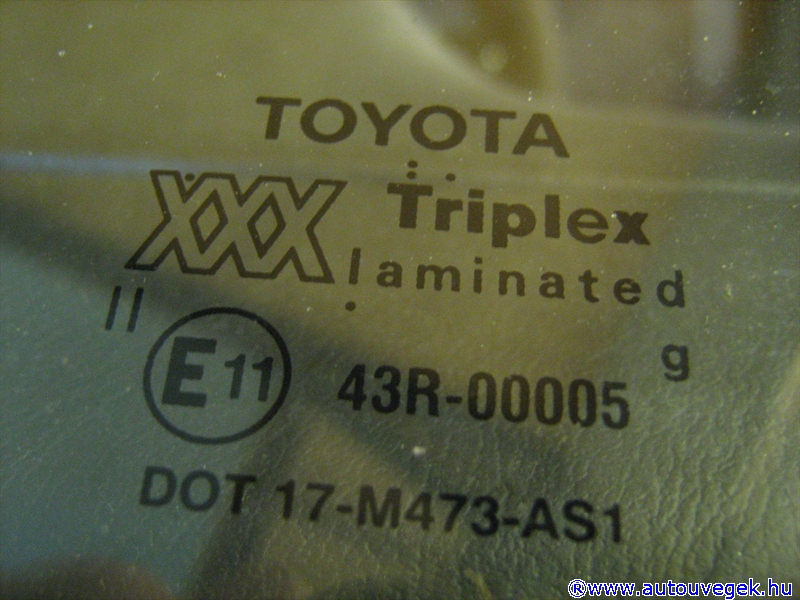 TOYOTA
XXX Triplex
laminated
II
g
E11 43R-00005
DOT 17-M473-AS1
®www.autouvegek.hu